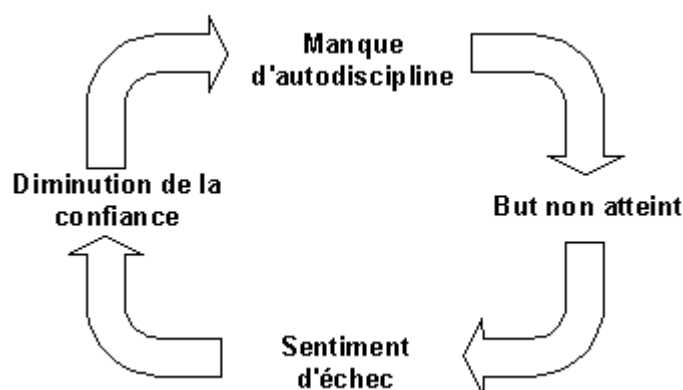 Manque
d'autodiscipline
But non atteint
Sentiment
d'échec
Diminution de la
confiance